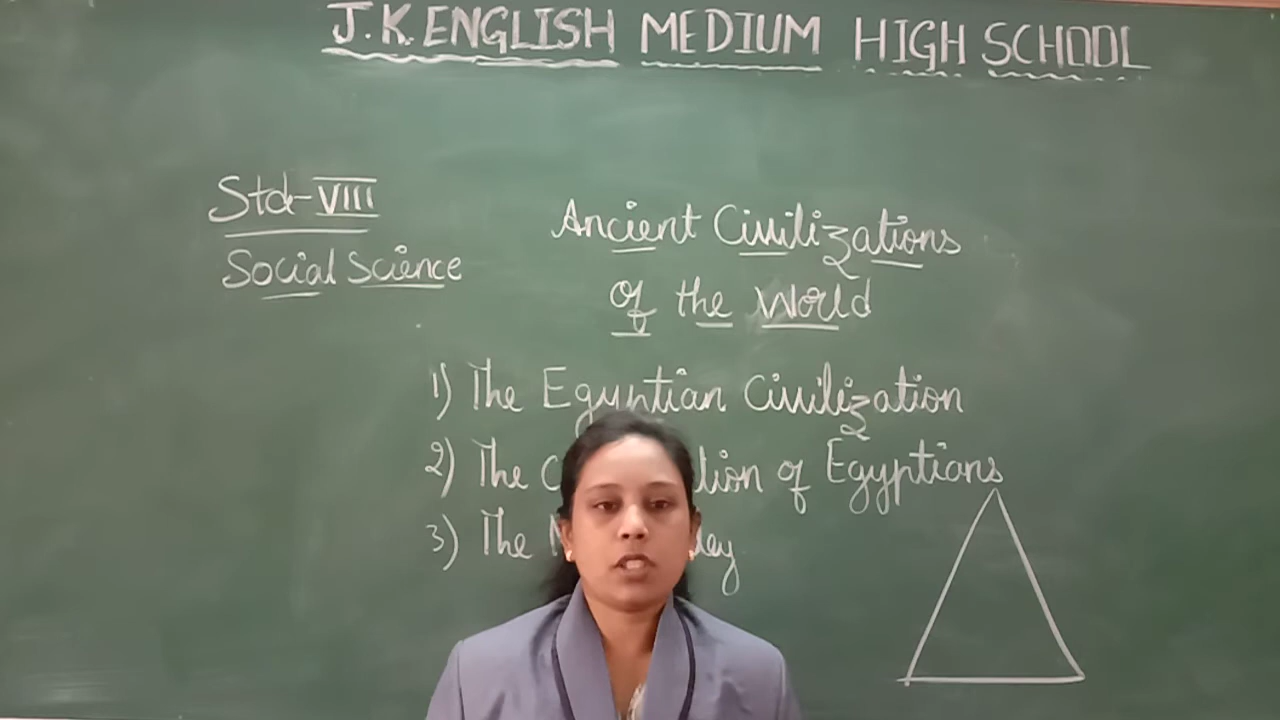 J.K. ENGLISH MEDIUM HIGH SCHOOL
Std-VIII
Social Science
Ancient Civilizations
of the World
1) The Egyptian Civilization
2) The of Egyptians
3) The